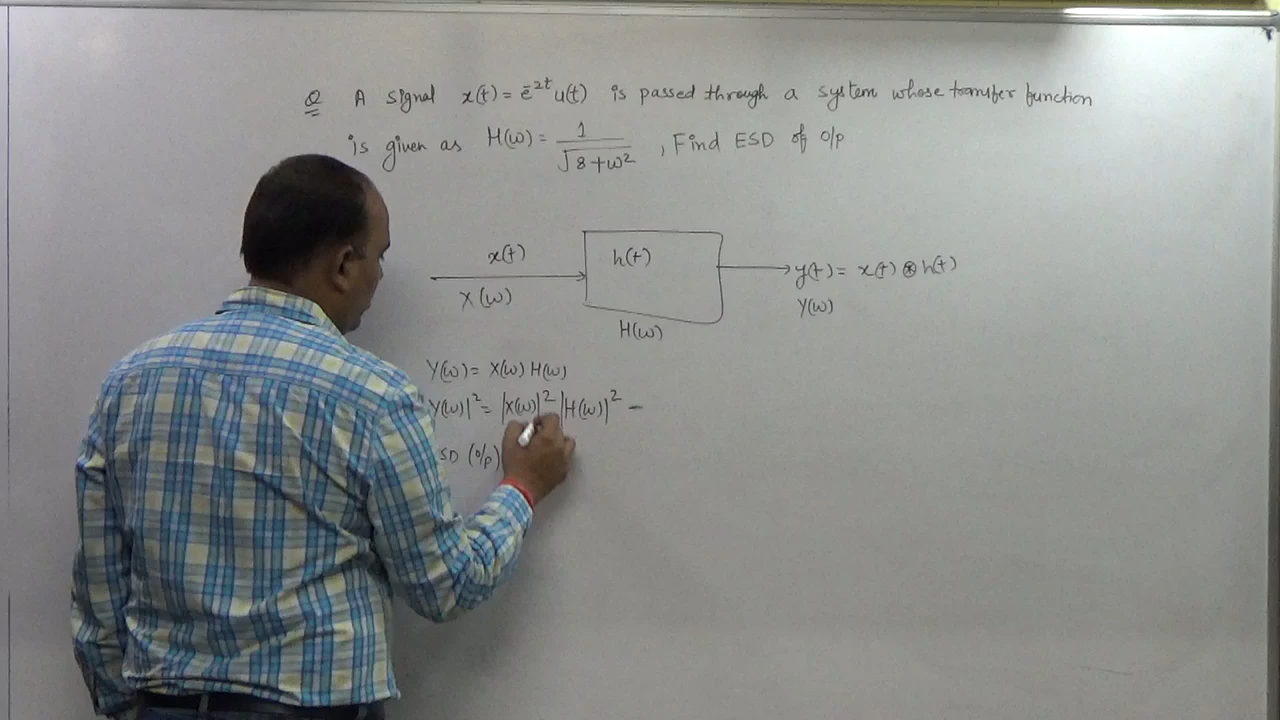 Q A signal x(t) = e^-2t u(t) is passed through a system whose transfer function
is given as H(ω) = 1/√(8+ω²) , Find ESD of o/p
x(t)
X(ω)
h(t)
H(ω)
y(t) = x(t) ⊛ h(t)
Y(ω)
Y(ω) = X(ω) H(ω)
Y(ω)|² = |X(ω)|² |H(ω)|² –
SD (o/p)